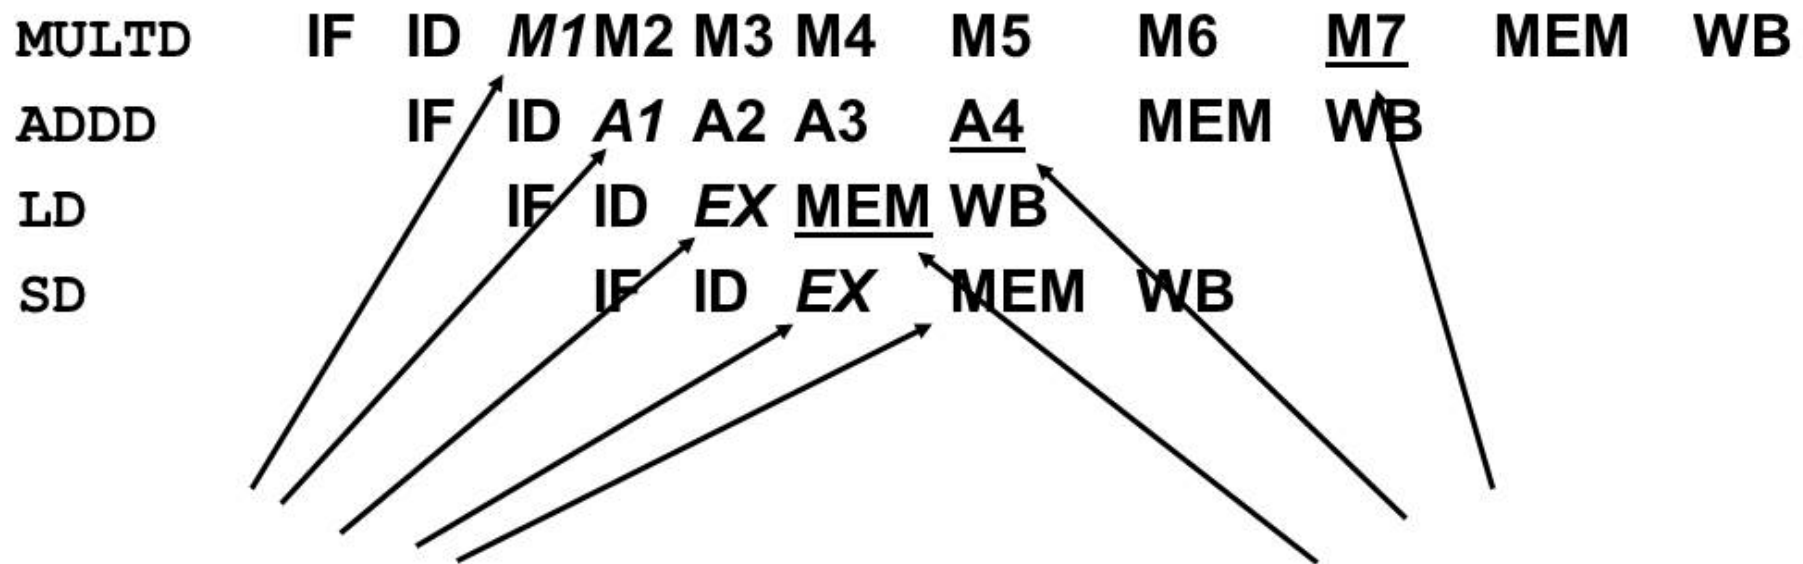 MULTD IF ID M1 M2 M3 M4 M5 M6 M7 MEM WB
ADDD IF ID A1 A2 A3 A4 MEM WB
LD IF ID EX MEM WB
SD IF ID EX MEM WB